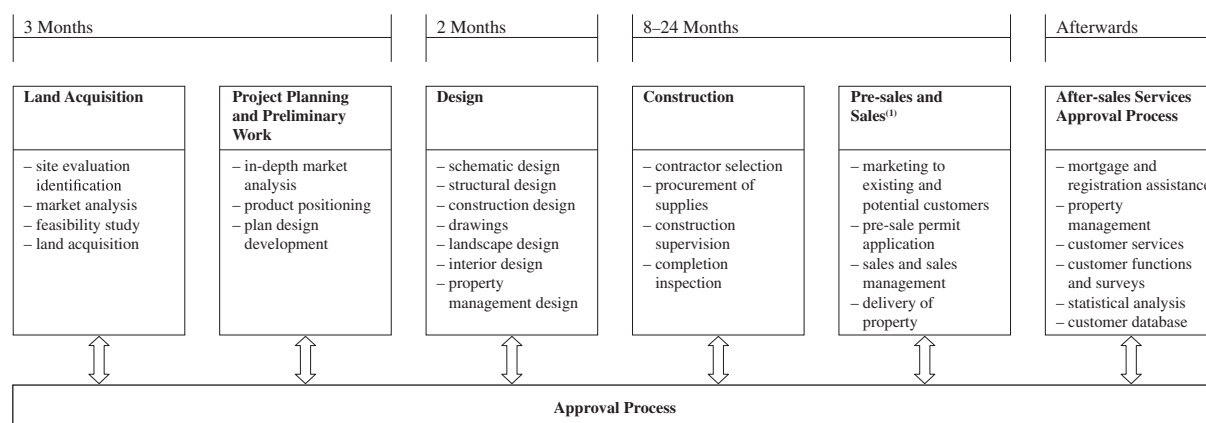 3 Months
2 Months
8–24 Months
Afterwards
Land Acquisition
– site evaluation
identification
– market analysis
– feasibility study
– land acquisition
Project Planning
and Preliminary
Work
– in-depth market
analysis
– product positioning
– plan design
development
Design
– schematic design
– structural design
– construction design
– drawings
– landscape design
– interior design
– property
management design
Construction
– contractor selection
– procurement of
supplies
– construction
supervision
– completion
inspection
Pre-sales and
Sales(1)
– marketing to
existing and
potential customers
– pre-sale permit
application
– sales and sales
management
– delivery of
property
After-sales Services
Approval Process
– mortgage and
registration assistance
– property
management
– customer services
– customer functions
and surveys
– statistical analysis
– customer database
Approval Process